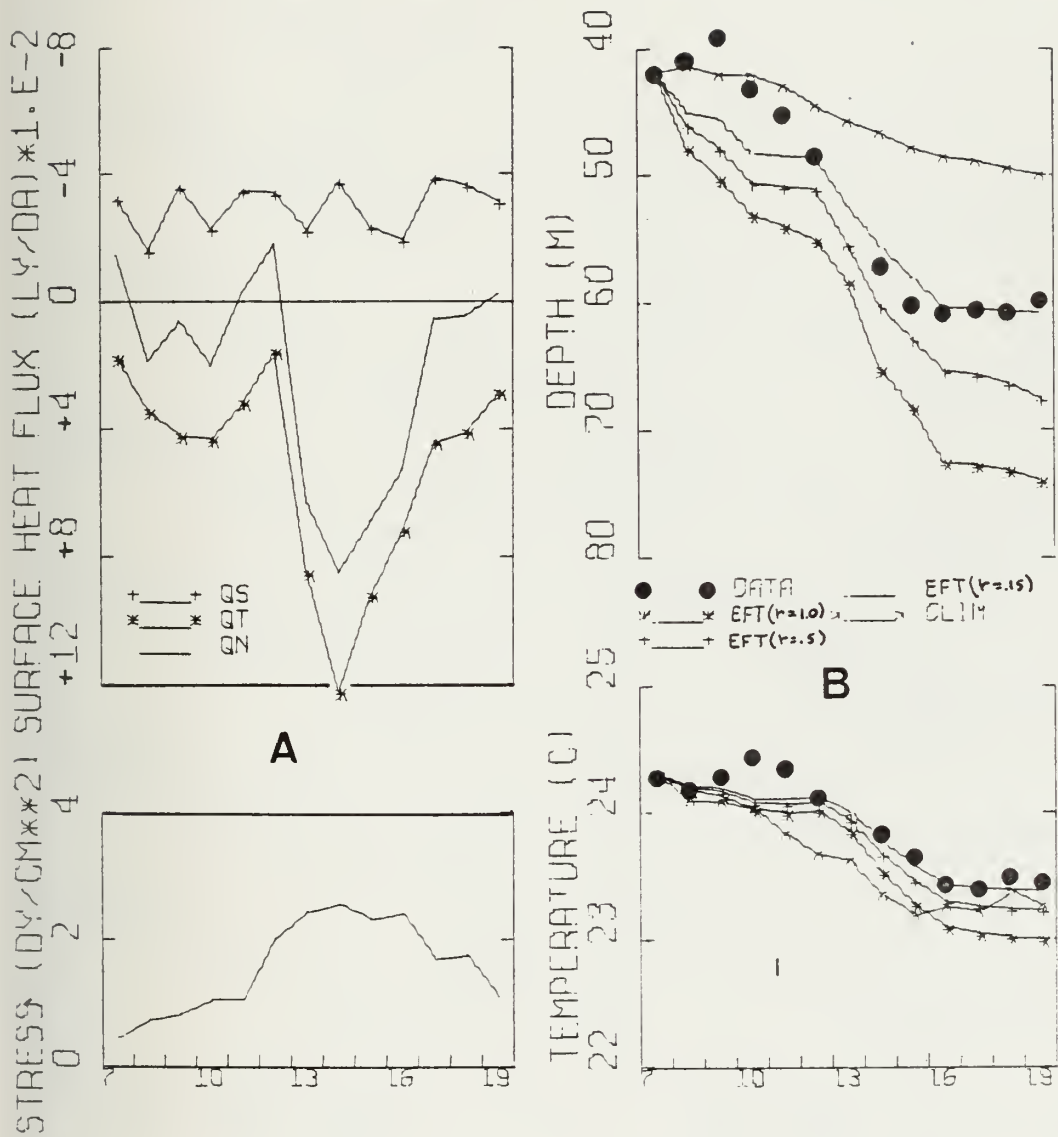 STRESS (DY/CM**2) SURFACE HEAT FLUX (LY/DA)*1.E-2
-8
-4
0
+4
+8
+12
QS
QT
QN
A
4
2
0
7 10 13 16 19
DEPTH (M)
40
50
60
70
80
DATA EFT(r=.15)
EFT(r=1.0) CLIM
EFT(r=.5)
B
TEMPERATURE (C)
25
24
23
22
7 10 13 16 19